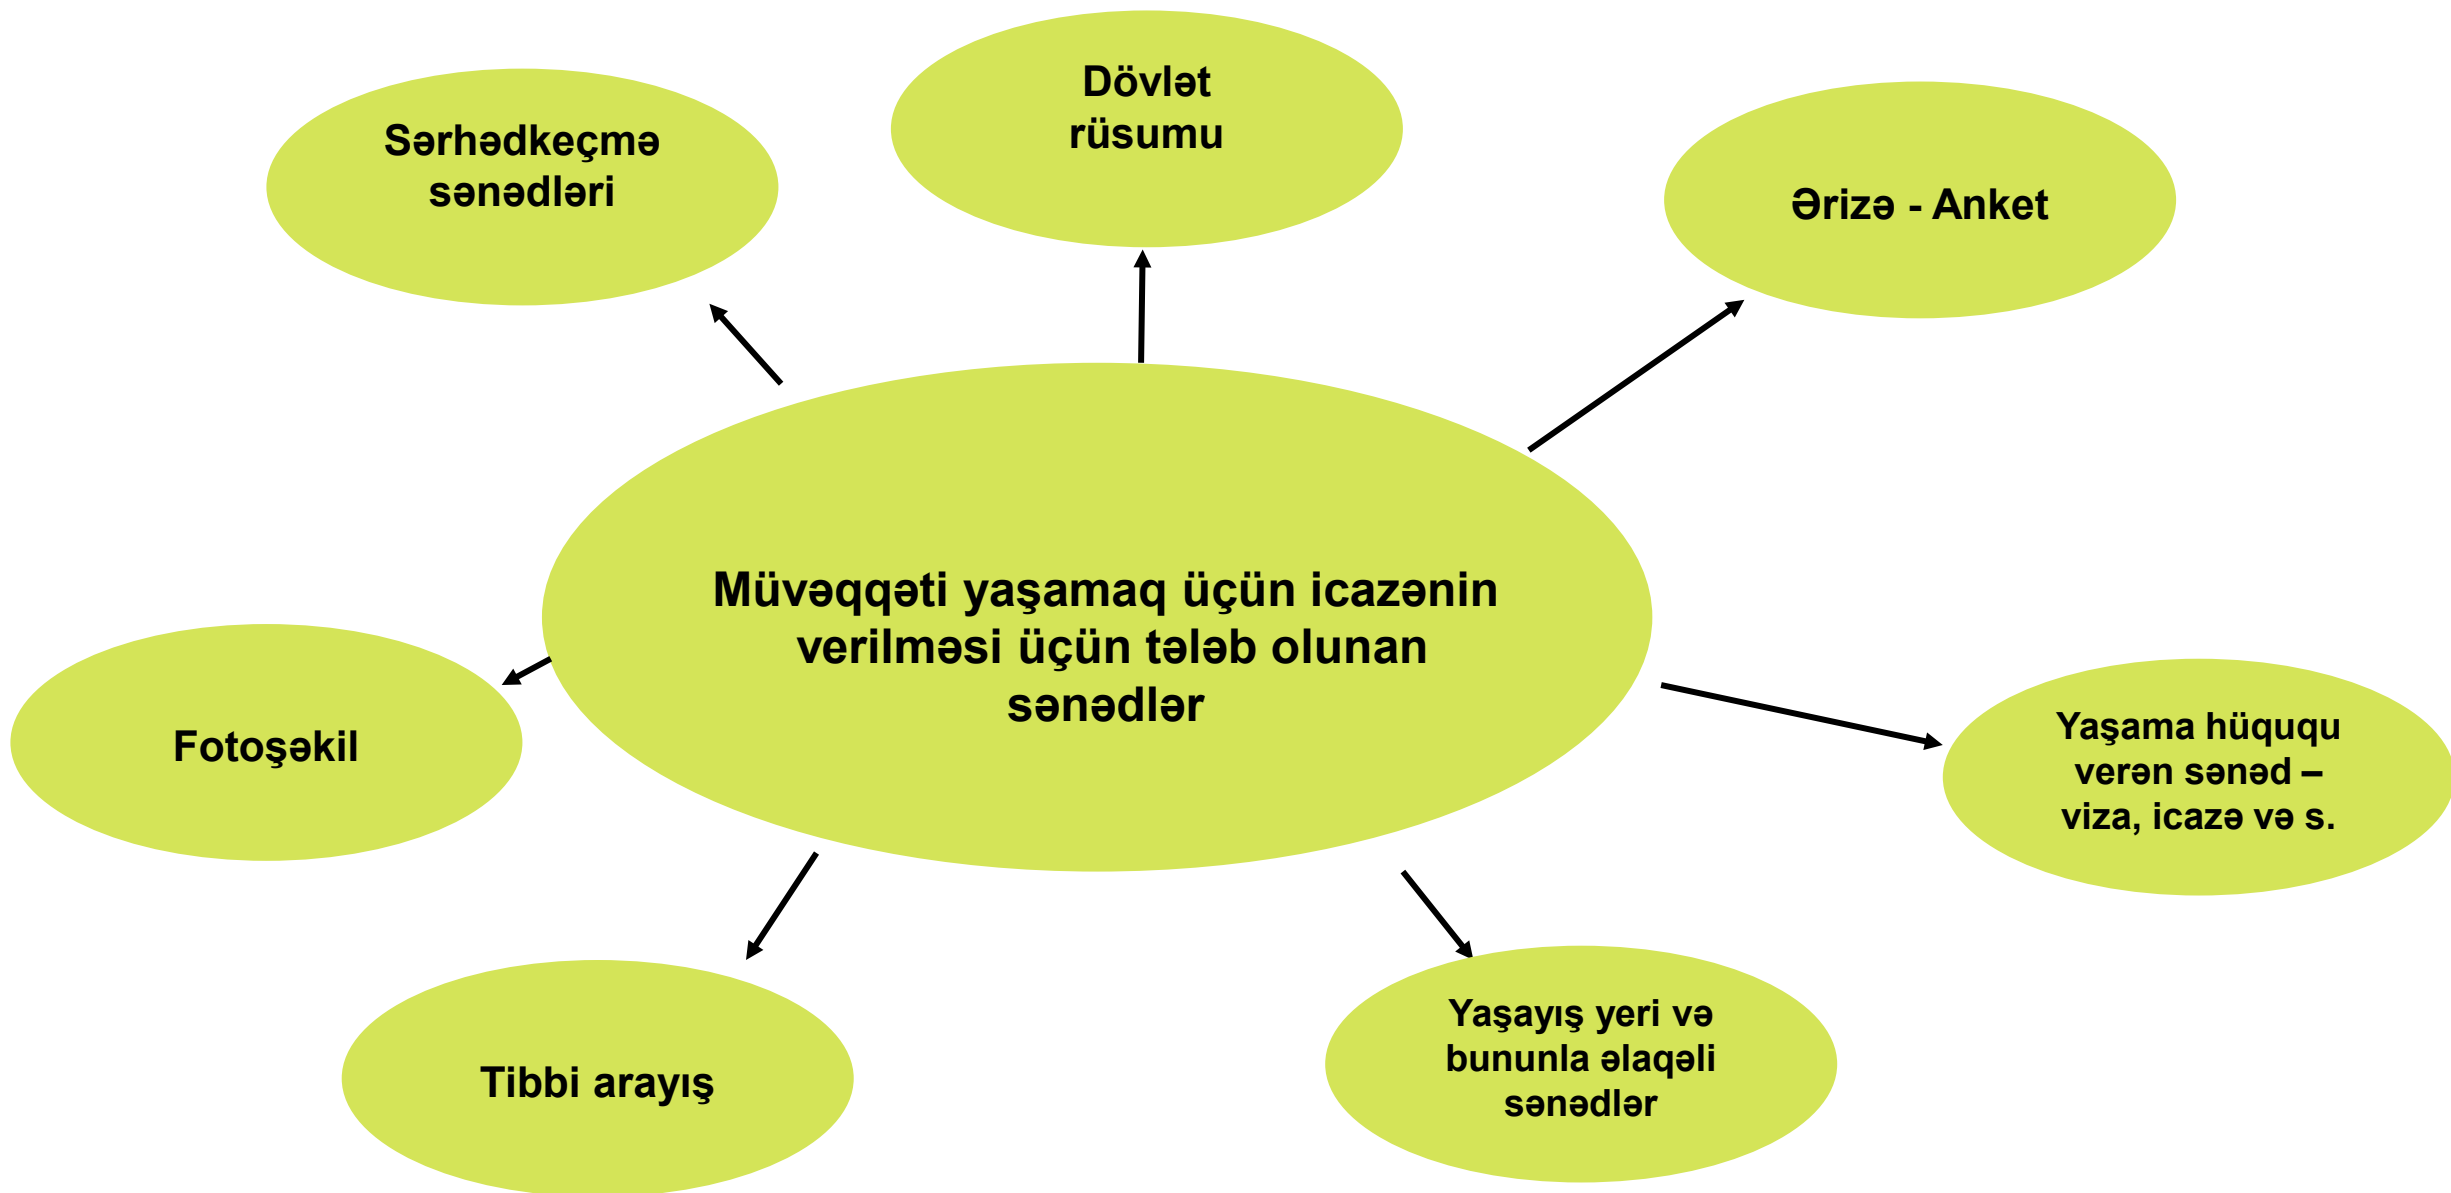 Dövlət
rüsumu
Sərhədkeçmə
sənədləri
Ərizə - Anket
Müvəqqəti yaşamaq üçün icazənin
verilməsi üçün tələb olunan
sənədlər
Fotoşəkil
Yaşama hüququ
verən sənəd –
viza, icazə və s.
Tibbi arayış
Yaşayış yeri və
bununla əlaqəli
sənədlər